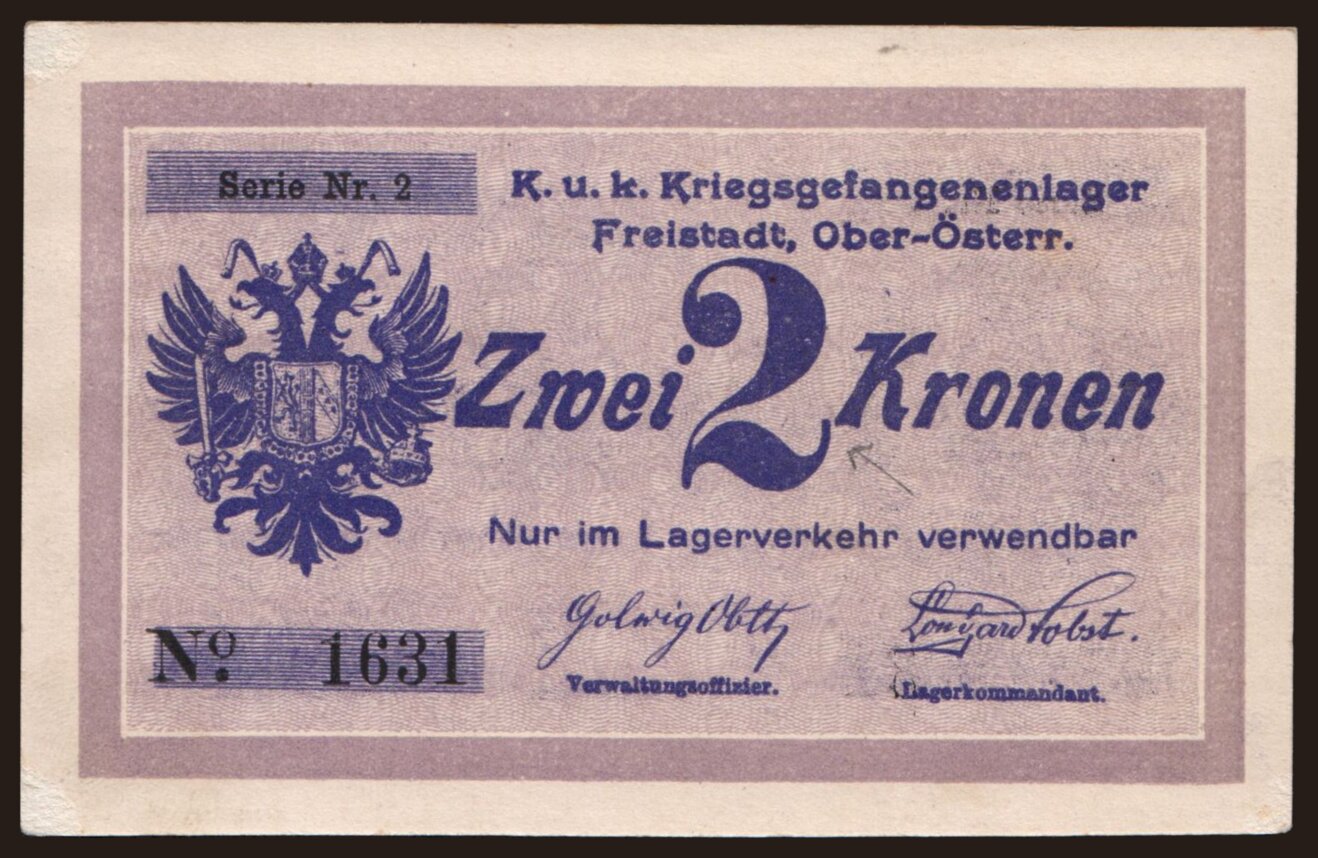 Serie Nr. 2
K. u. k. Kriegsgefangenenlager
Freistadt, Ober-Österr.
Zwei 2 Kronen
Nur im Lagerverkehr verwendbar
Nº. 1631
Verwaltungsoffizier.
Lagerkommandant.